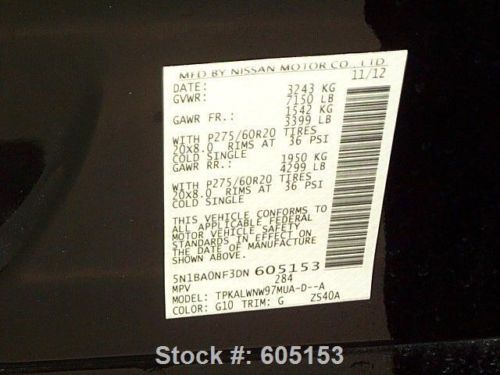 MFD BY NISSAN MOTOR CO., LTD.
DATE: 11/12
GVWR: 3243 KG
7150 LB
GAWR FR.: 1542 KG
3399 LB
WITH P275/60R20 TIRES
20x8.0 RIMS AT 36 PSI
COLD SINGLE
GAWR RR.: 1950 KG
4299 LB
WITH P275/60R20 TIRES
20x8.0 RIMS AT 36 PSI
COLD SINGLE
THIS VEHICLE CONFORMS TO
ALL APPLICABLE FEDERAL
MOTOR VEHICLE SAFETY
STANDARDS IN EFFECT ON
THE DATE OF MANUFACTURE
5N1BA0NF3DN 605153
MPV 284
MODEL: TPKALWNW97MUA-D--A
COLOR: G10 TRIM: G ZS40A
Stock #: 605153